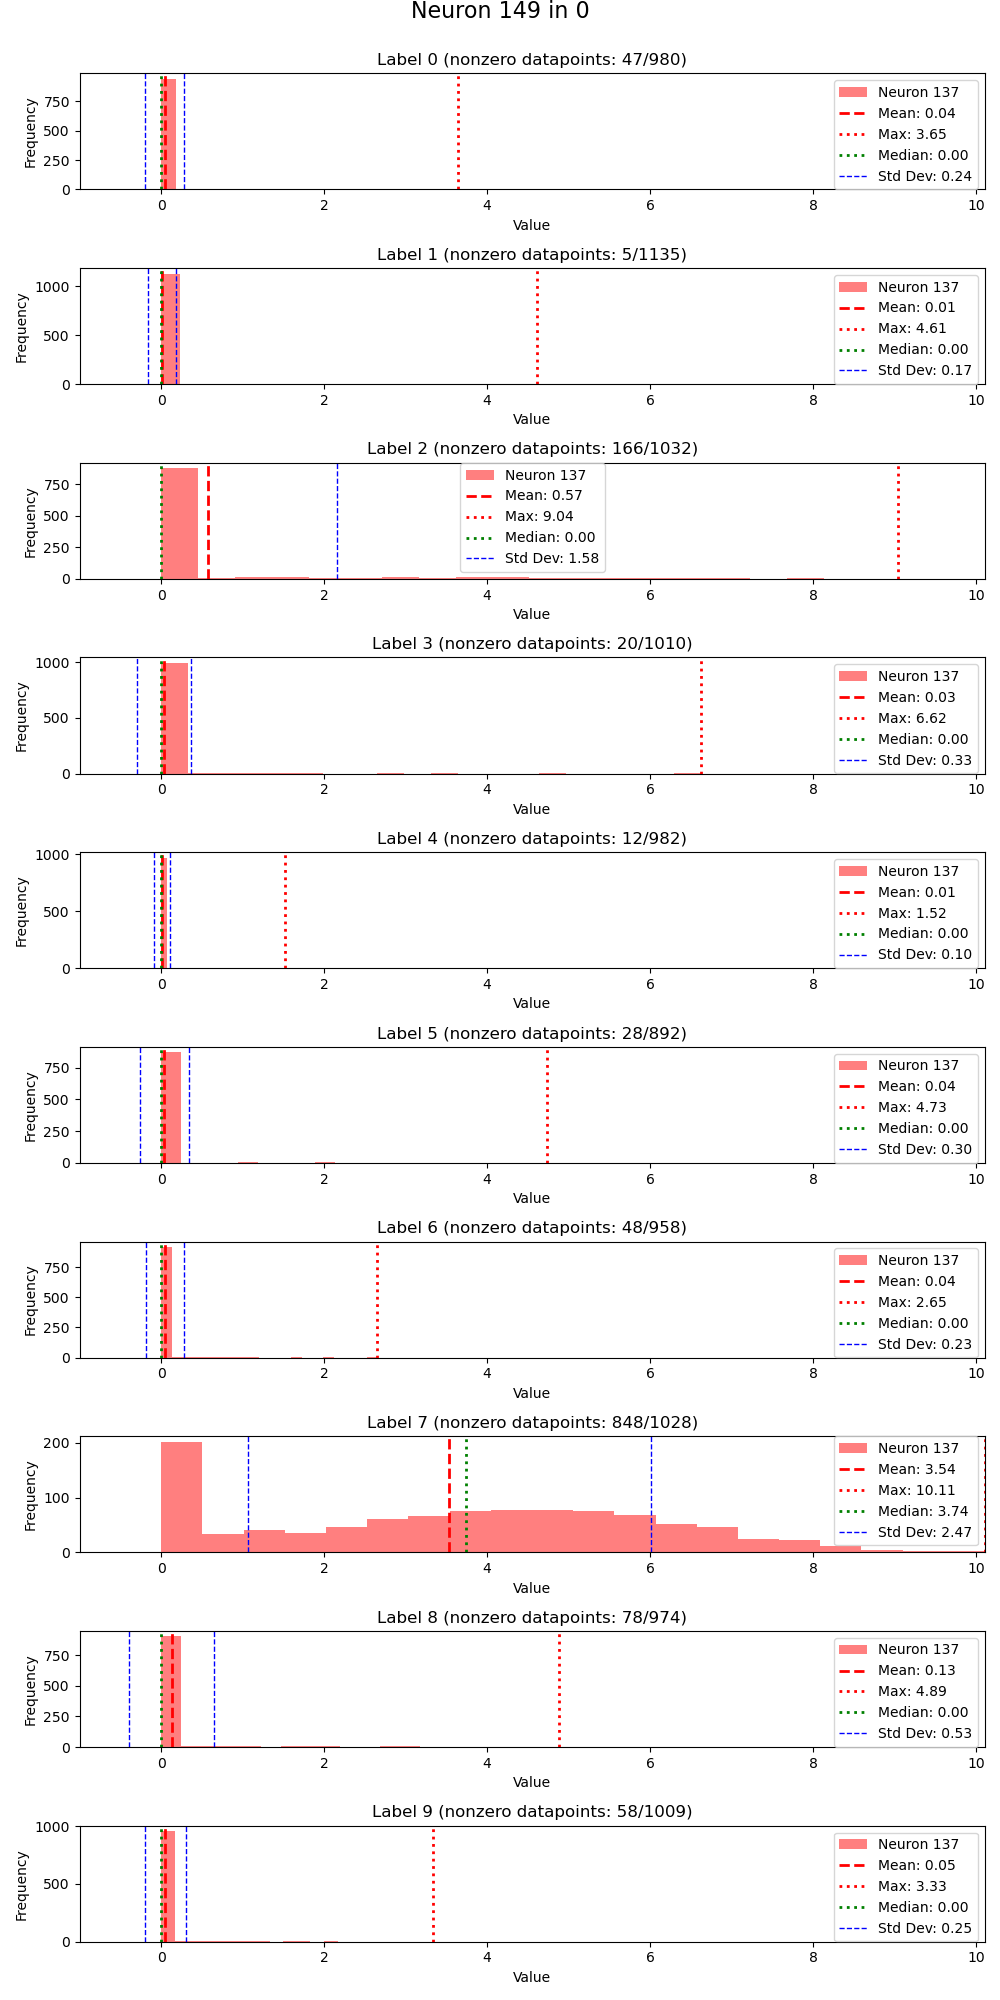 Neuron 149 in 0
Label 0 (nonzero datapoints: 47/980)
Frequency
750
500
250
0
Neuron 137
Mean: 0.04
Max: 3.65
Median: 0.00
Std Dev: 0.24
0 2 4 6 8 10
Value
Label 1 (nonzero datapoints: 5/1135)
Frequency
1000
500
0
Neuron 137
Mean: 0.01
Max: 4.61
Median: 0.00
Std Dev: 0.17
0 2 4 6 8 10
Value
Label 2 (nonzero datapoints: 166/1032)
Frequency
750
500
250
0
Neuron 137
Mean: 0.57
Max: 9.04
Median: 0.00
Std Dev: 1.58
0 2 4 6 8 10
Value
Label 3 (nonzero datapoints: 20/1010)
Frequency
1000
500
0
Neuron 137
Mean: 0.03
Max: 6.62
Median: 0.00
Std Dev: 0.33
0 2 4 6 8 10
Value
Label 4 (nonzero datapoints: 12/982)
Frequency
1000
500
0
Neuron 137
Mean: 0.01
Max: 1.52
Median: 0.00
Std Dev: 0.10
0 2 4 6 8 10
Value
Label 5 (nonzero datapoints: 28/892)
Frequency
750
500
250
0
Neuron 137
Mean: 0.04
Max: 4.73
Median: 0.00
Std Dev: 0.30
0 2 4 6 8 10
Value
Label 6 (nonzero datapoints: 48/958)
Frequency
750
500
250
0
Neuron 137
Mean: 0.04
Max: 2.65
Median: 0.00
Std Dev: 0.23
0 2 4 6 8 10
Value
Label 7 (nonzero datapoints: 848/1028)
Frequency
200
100
0
Neuron 137
Mean: 3.54
Max: 10.11
Median: 3.74
Std Dev: 2.47
0 2 4 6 8 10
Value
Label 8 (nonzero datapoints: 78/974)
Frequency
750
500
250
0
Neuron 137
Mean: 0.13
Max: 4.89
Median: 0.00
Std Dev: 0.53
0 2 4 6 8 10
Value
Label 9 (nonzero datapoints: 58/1009)
Frequency
1000
500
0
Neuron 137
Mean: 0.05
Max: 3.33
Median: 0.00
Std Dev: 0.25
0 2 4 6 8 10
Value